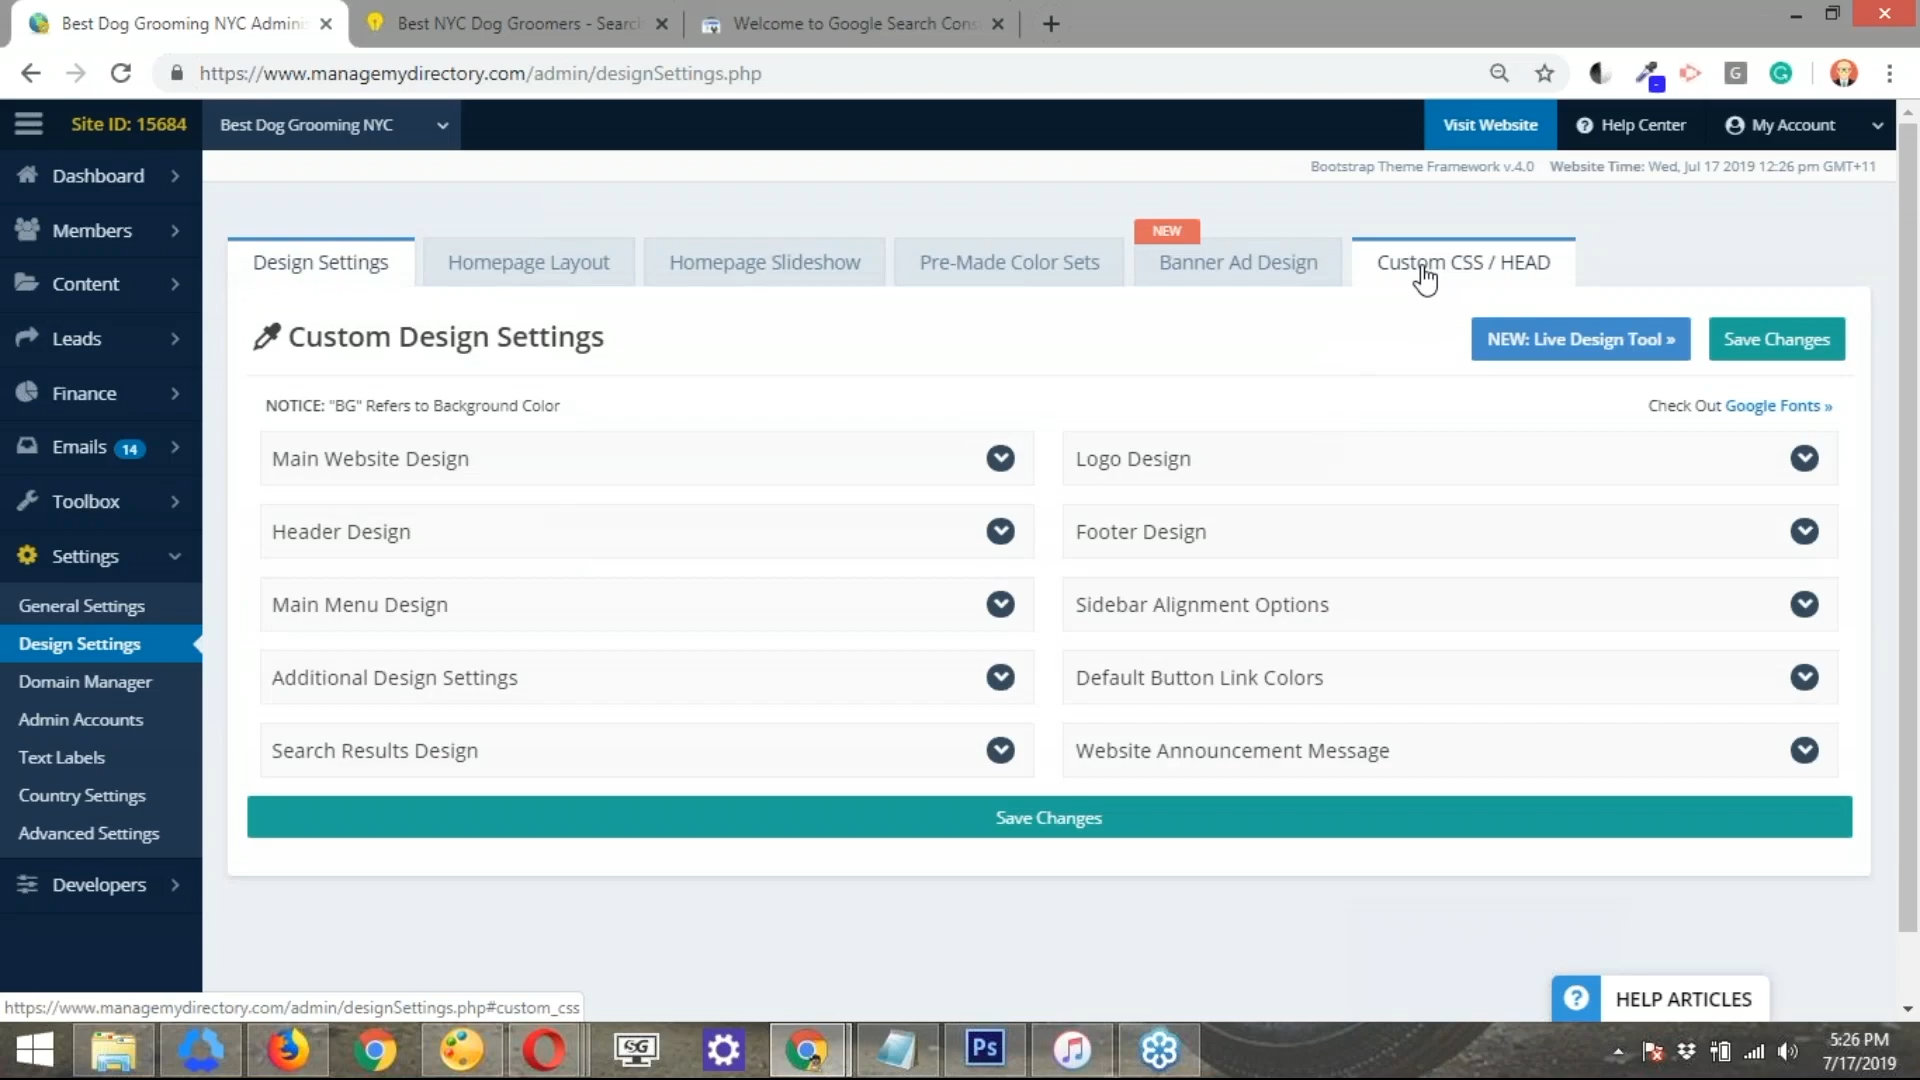 Best Dog Grooming NYC Adminis
Best NYC Dog Groomers - Search
Welcome to Google Search Cons
https://www.managemydirectory.com/admin/designSettings.php
Site ID: 15684
Best Dog Grooming NYC
Visit Website
Help Center
My Account
Bootstrap Theme Framework v.4.0 Website Time: Wed, Jul 17 2019 12:26 pm GMT+11
Dashboard
Members
Content
Leads
Finance
Emails 14
Toolbox
Settings
General Settings
Design Settings
Domain Manager
Admin Accounts
Text Labels
Country Settings
Advanced Settings
Developers
NEW
Design Settings
Homepage Layout
Homepage Slideshow
Pre-Made Color Sets
Banner Ad Design
Custom CSS / HEAD
Custom Design Settings
NEW: Live Design Tool »
Save Changes
NOTICE: "BG" Refers to Background Color
Check Out Google Fonts »
Main Website Design
Logo Design
Header Design
Footer Design
Main Menu Design
Sidebar Alignment Options
Additional Design Settings
Default Button Link Colors
Search Results Design
Website Announcement Message
Save Changes
HELP ARTICLES
https://www.managemydirectory.com/admin/designSettings.php#custom_css
SG
Ps
5:26 PM
7/17/2019